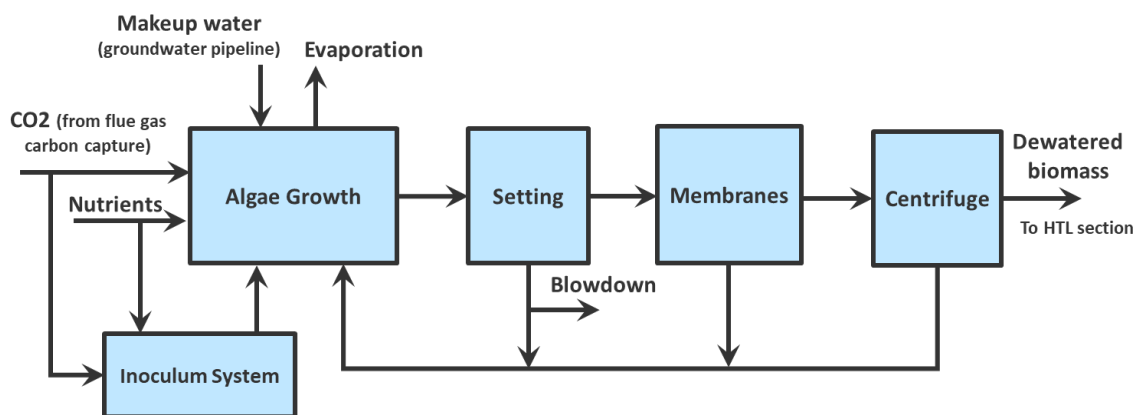 Makeup water
(groundwater pipeline)
Evaporation
CO2 (from flue gas
carbon capture)
Nutrients
Algae Growth
Setting
Membranes
Centrifuge
Dewatered
biomass
To HTL section
Blowdown
Inoculum System